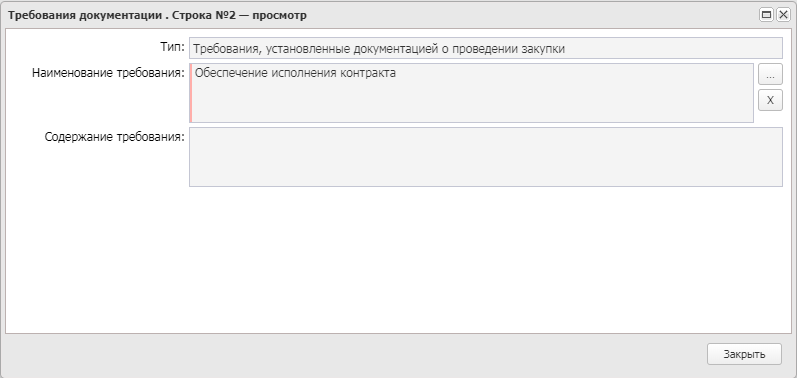 Требования документации . Строка №2 — просмотр
Тип: Требования, установленные документацией о проведении закупки
Наименование требования: Обеспечение исполнения контракта
...
X
Содержание требования:
Закрыть